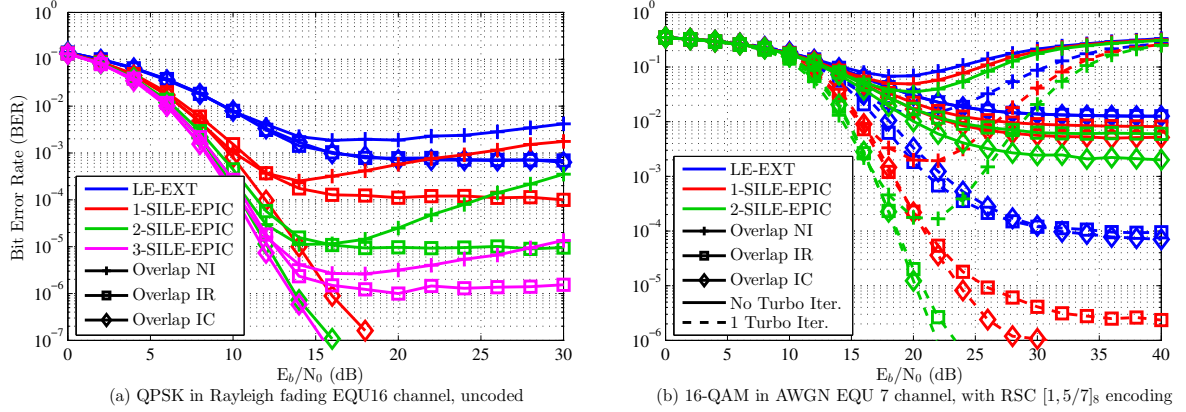 Bit Error Rate (BER)
10^0
10^-1
10^-2
10^-3
10^-4
10^-5
10^-6
10^-7
LE-EXT
1-SILE-EPIC
2-SILE-EPIC
3-SILE-EPIC
Overlap NI
Overlap IR
Overlap IC
0 5 10 15 20 25 30
E_b/N_0 (dB)
(a) QPSK in Rayleigh fading EQU16 channel, uncoded
10^0
10^-1
10^-2
10^-3
10^-4
10^-5
10^-6
LE-EXT
1-SILE-EPIC
2-SILE-EPIC
Overlap NI
Overlap IR
Overlap IC
No Turbo Iter.
1 Turbo Iter.
0 5 10 15 20 25 30 35 40
E_b/N_0 (dB)
(b) 16-QAM in AWGN EQU 7 channel, with RSC [1, 5/7]_8 encoding